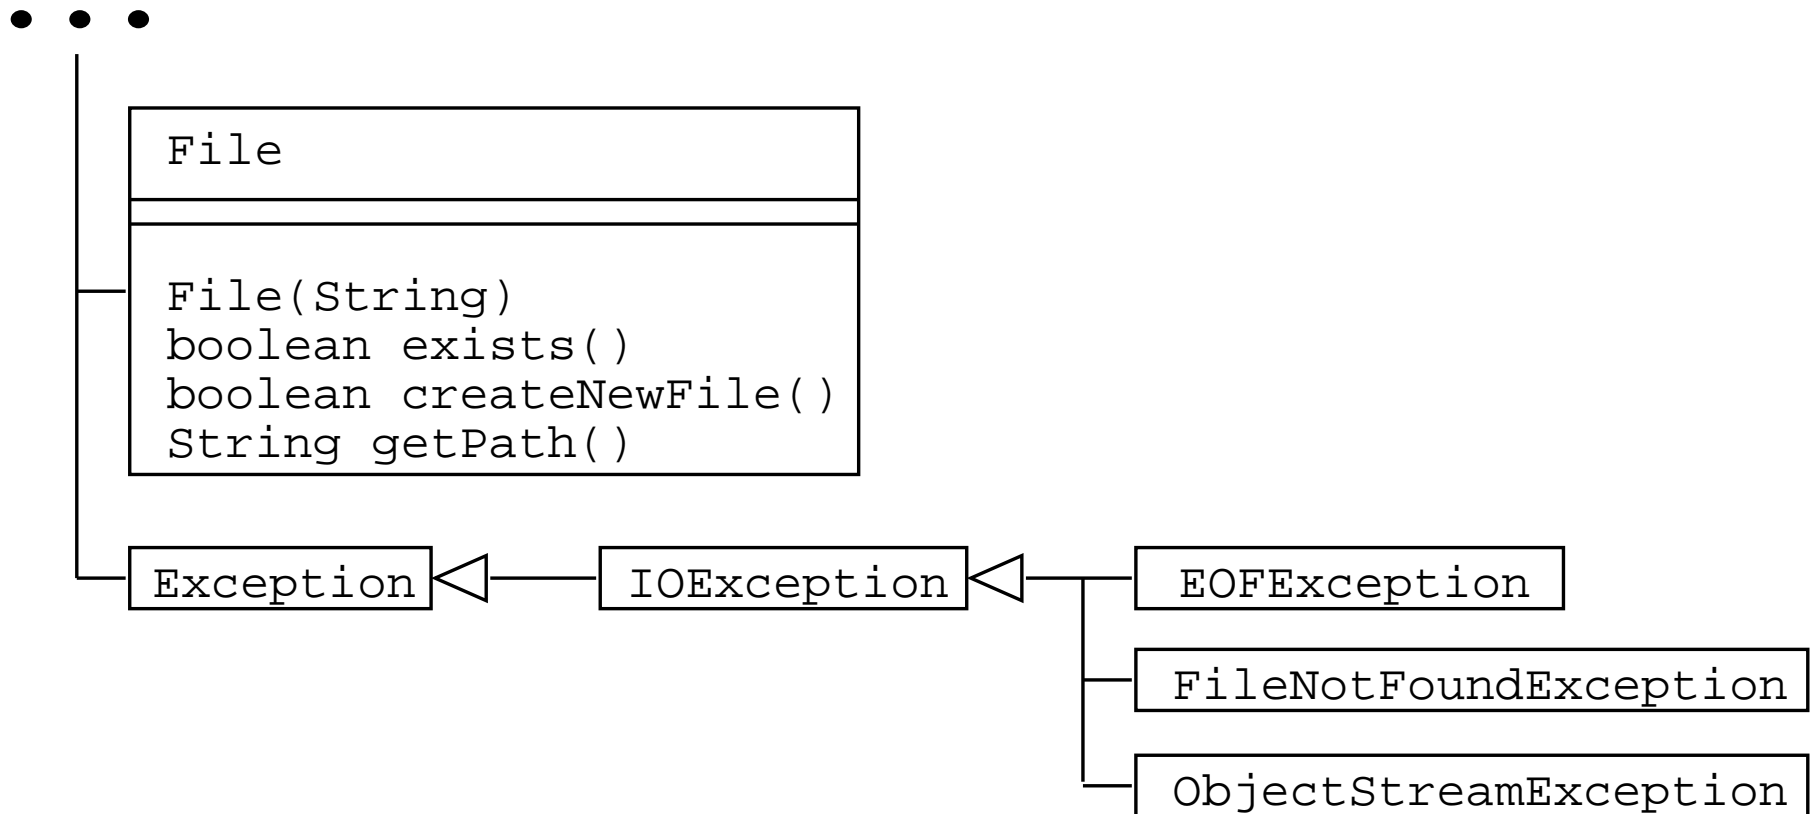 File
File(String)
boolean exists()
boolean createNewFile()
String getPath()
Exception
IOException
EOFException
FileNotFoundException
ObjectStreamException